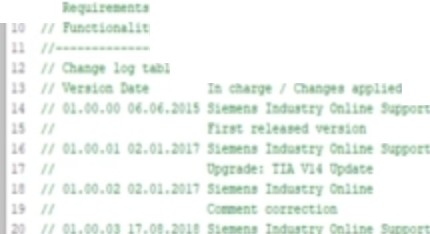 Requirements
10 // Functionalit
11 //-------------
12 // Change log tabl
13 // Version Date In charge / Changes applied
14 // 01.00.00 06.06.2015 Siemens Industry Online Support
15 // First released version
16 // 01.00.01 02.01.2017 Siemens Industry Online Support
17 // Upgrade: TIA V14 Update
18 // 01.00.02 02.01.2017 Siemens Industry Online
19 // Comment correction
20 // 01.00.03 17.08.2018 Siemens Industry Online Support